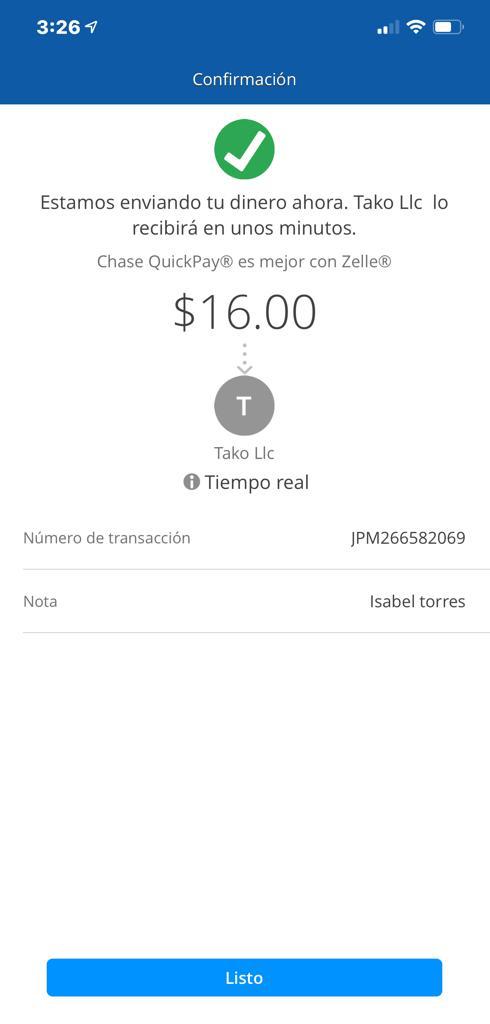 3:26
Confirmación
Estamos enviando tu dinero ahora. Tako Llc lo
recibirá en unos minutos.
Chase QuickPay® es mejor con Zelle®
$16.00
T
Tako Llc
Tiempo real
Número de transacción JPM266582069
Nota Isabel torres
Listo